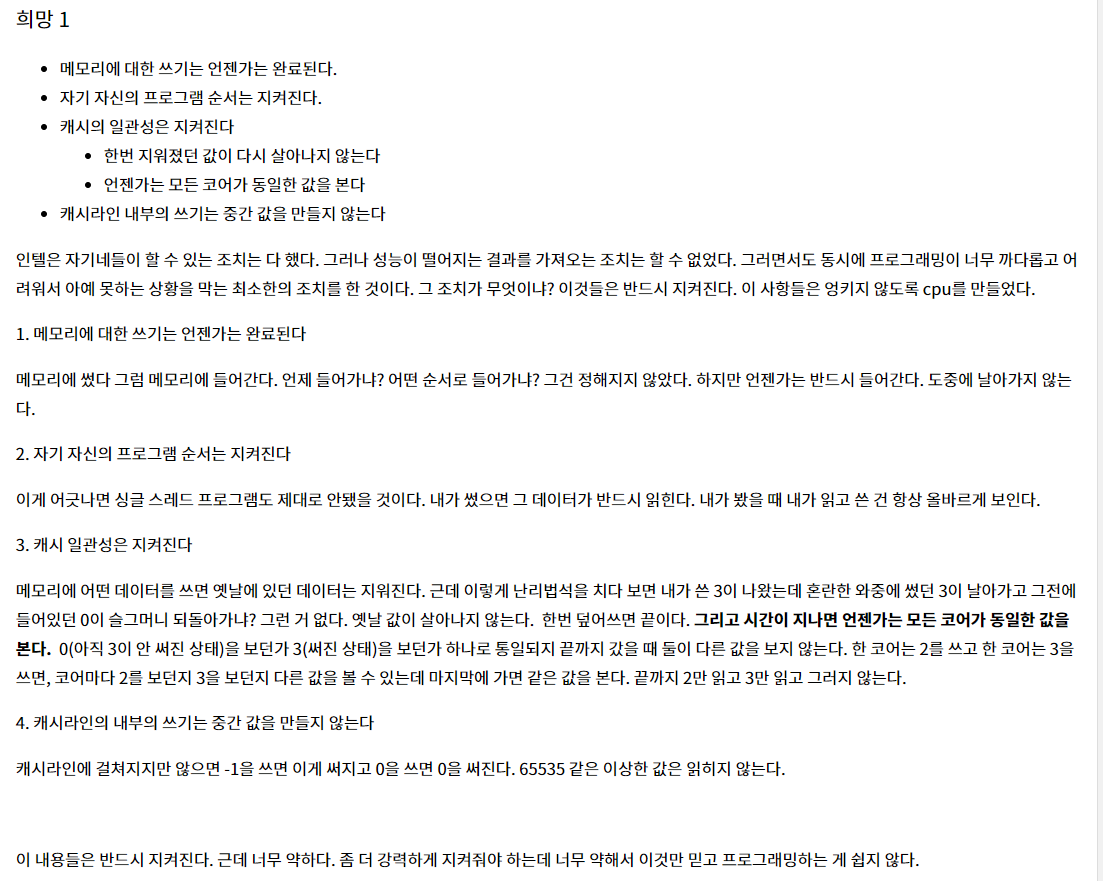 희망 1
메모리에 대한 쓰기는 언젠가는 완료된다.
자기 자신의 프로그램 순서는 지켜진다.
캐시의 일관성은 지켜진다
한번 지워졌던 값이 다시 살아나지 않는다
언젠가는 모든 코어가 동일한 값을 본다
캐시라인 내부의 쓰기는 중간 값을 만들지 않는다
인텔은 자기네들이 할 수 있는 조치는 다 했다. 그러나 성능이 떨어지는 결과를 가져오는 조치는 할 수 없었다. 그러면서도 동시에 프로그래밍이 너무 까다롭고 어
려워서 아예 못하는 상황을 막는 최소한의 조치를 한 것이다. 그 조치가 무엇이냐? 이것들은 반드시 지켜진다. 이 사항들은 엉키지 않도록 cpu를 만들었다.
1. 메모리에 대한 쓰기는 언젠가는 완료된다
메모리에 썼다 그럼 메모리에 들어간다. 언제 들어가냐? 어떤 순서로 들어가냐? 그건 정해지지 않았다. 하지만 언젠가는 반드시 들어간다. 도중에 날아가지 않는
다.
2. 자기 자신의 프로그램 순서는 지켜진다
이게 어긋나면 싱글 스레드 프로그램도 제대로 안됐을 것이다. 내가 썼으면 그 데이터가 반드시 읽힌다. 내가 봤을 때 내가 읽고 쓴 건 항상 올바르게 보인다.
3. 캐시 일관성은 지켜진다
메모리에 어떤 데이터를 쓰면 옛날에 있던 데이터는 지워진다. 근데 이렇게 난리법석을 치다 보면 내가 쓴 3이 나왔는데 혼란한 와중에 썼던 3이 날아가고 그전에
들어있던 0이 슬그머니 되돌아가냐? 그런 거 없다. 옛날 값이 살아나지 않는다. 한번 덮어쓰면 끝이다. 그리고 시간이 지나면 언젠가는 모든 코어가 동일한 값을
본다. 0(아직 3이 안 써진 상태)을 보던가 3(써진 상태)을 보던가 하나로 통일되지 끝까지 갔을 때 둘이 다른 값을 보지 않는다. 한 코어는 2를 쓰고 한 코어는 3을
쓰면, 코어마다 2를 보던지 3을 보던지 다른 값을 볼 수 있는데 마지막에 가면 같은 값을 본다. 끝까지 2만 읽고 3만 읽고 그러지 않는다.
4. 캐시라인의 내부의 쓰기는 중간 값을 만들지 않는다
캐시라인에 걸쳐지지만 않으면 -1을 쓰면 이게 써지고 0을 쓰면 0을 써진다. 65535 같은 이상한 값은 읽히지 않는다.
이 내용들은 반드시 지켜진다. 근데 너무 약하다. 좀 더 강력하게 지켜줘야 하는데 너무 약해서 이것만 믿고 프로그래밍하는 게 쉽지 않다.